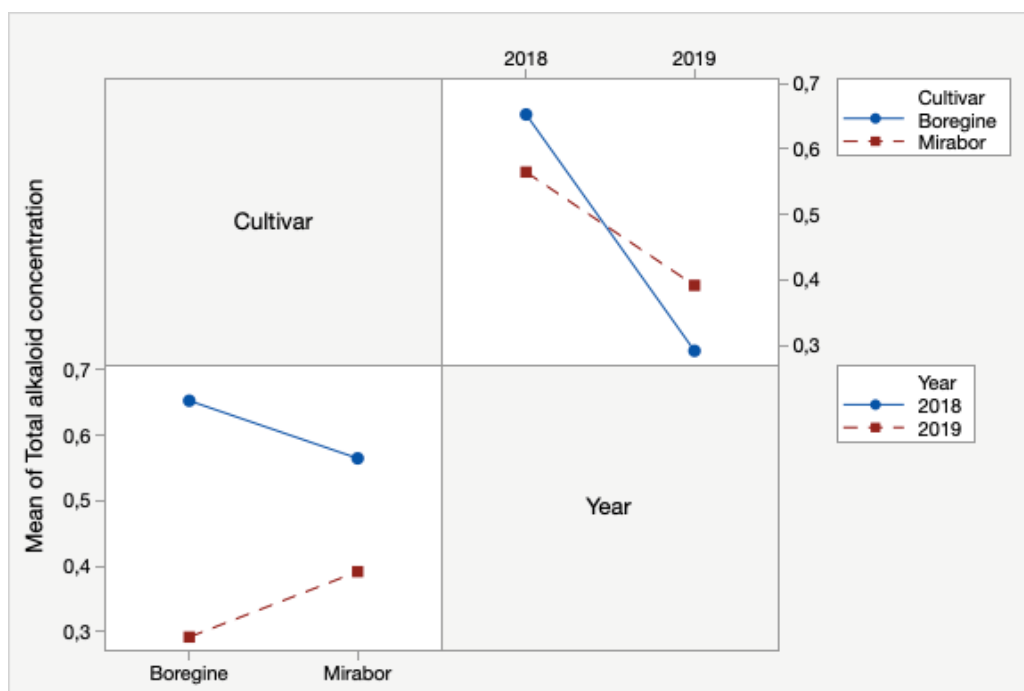 2018 2019
0,7
0,6
0,5
0,4
0,3
Cultivar
Boregine
Mirabor
Cultivar
Mean of Total alkaloid concentration
0,7
0,6
0,5
0,4
0,3
Year
Year
2018
2019
Boregine Mirabor